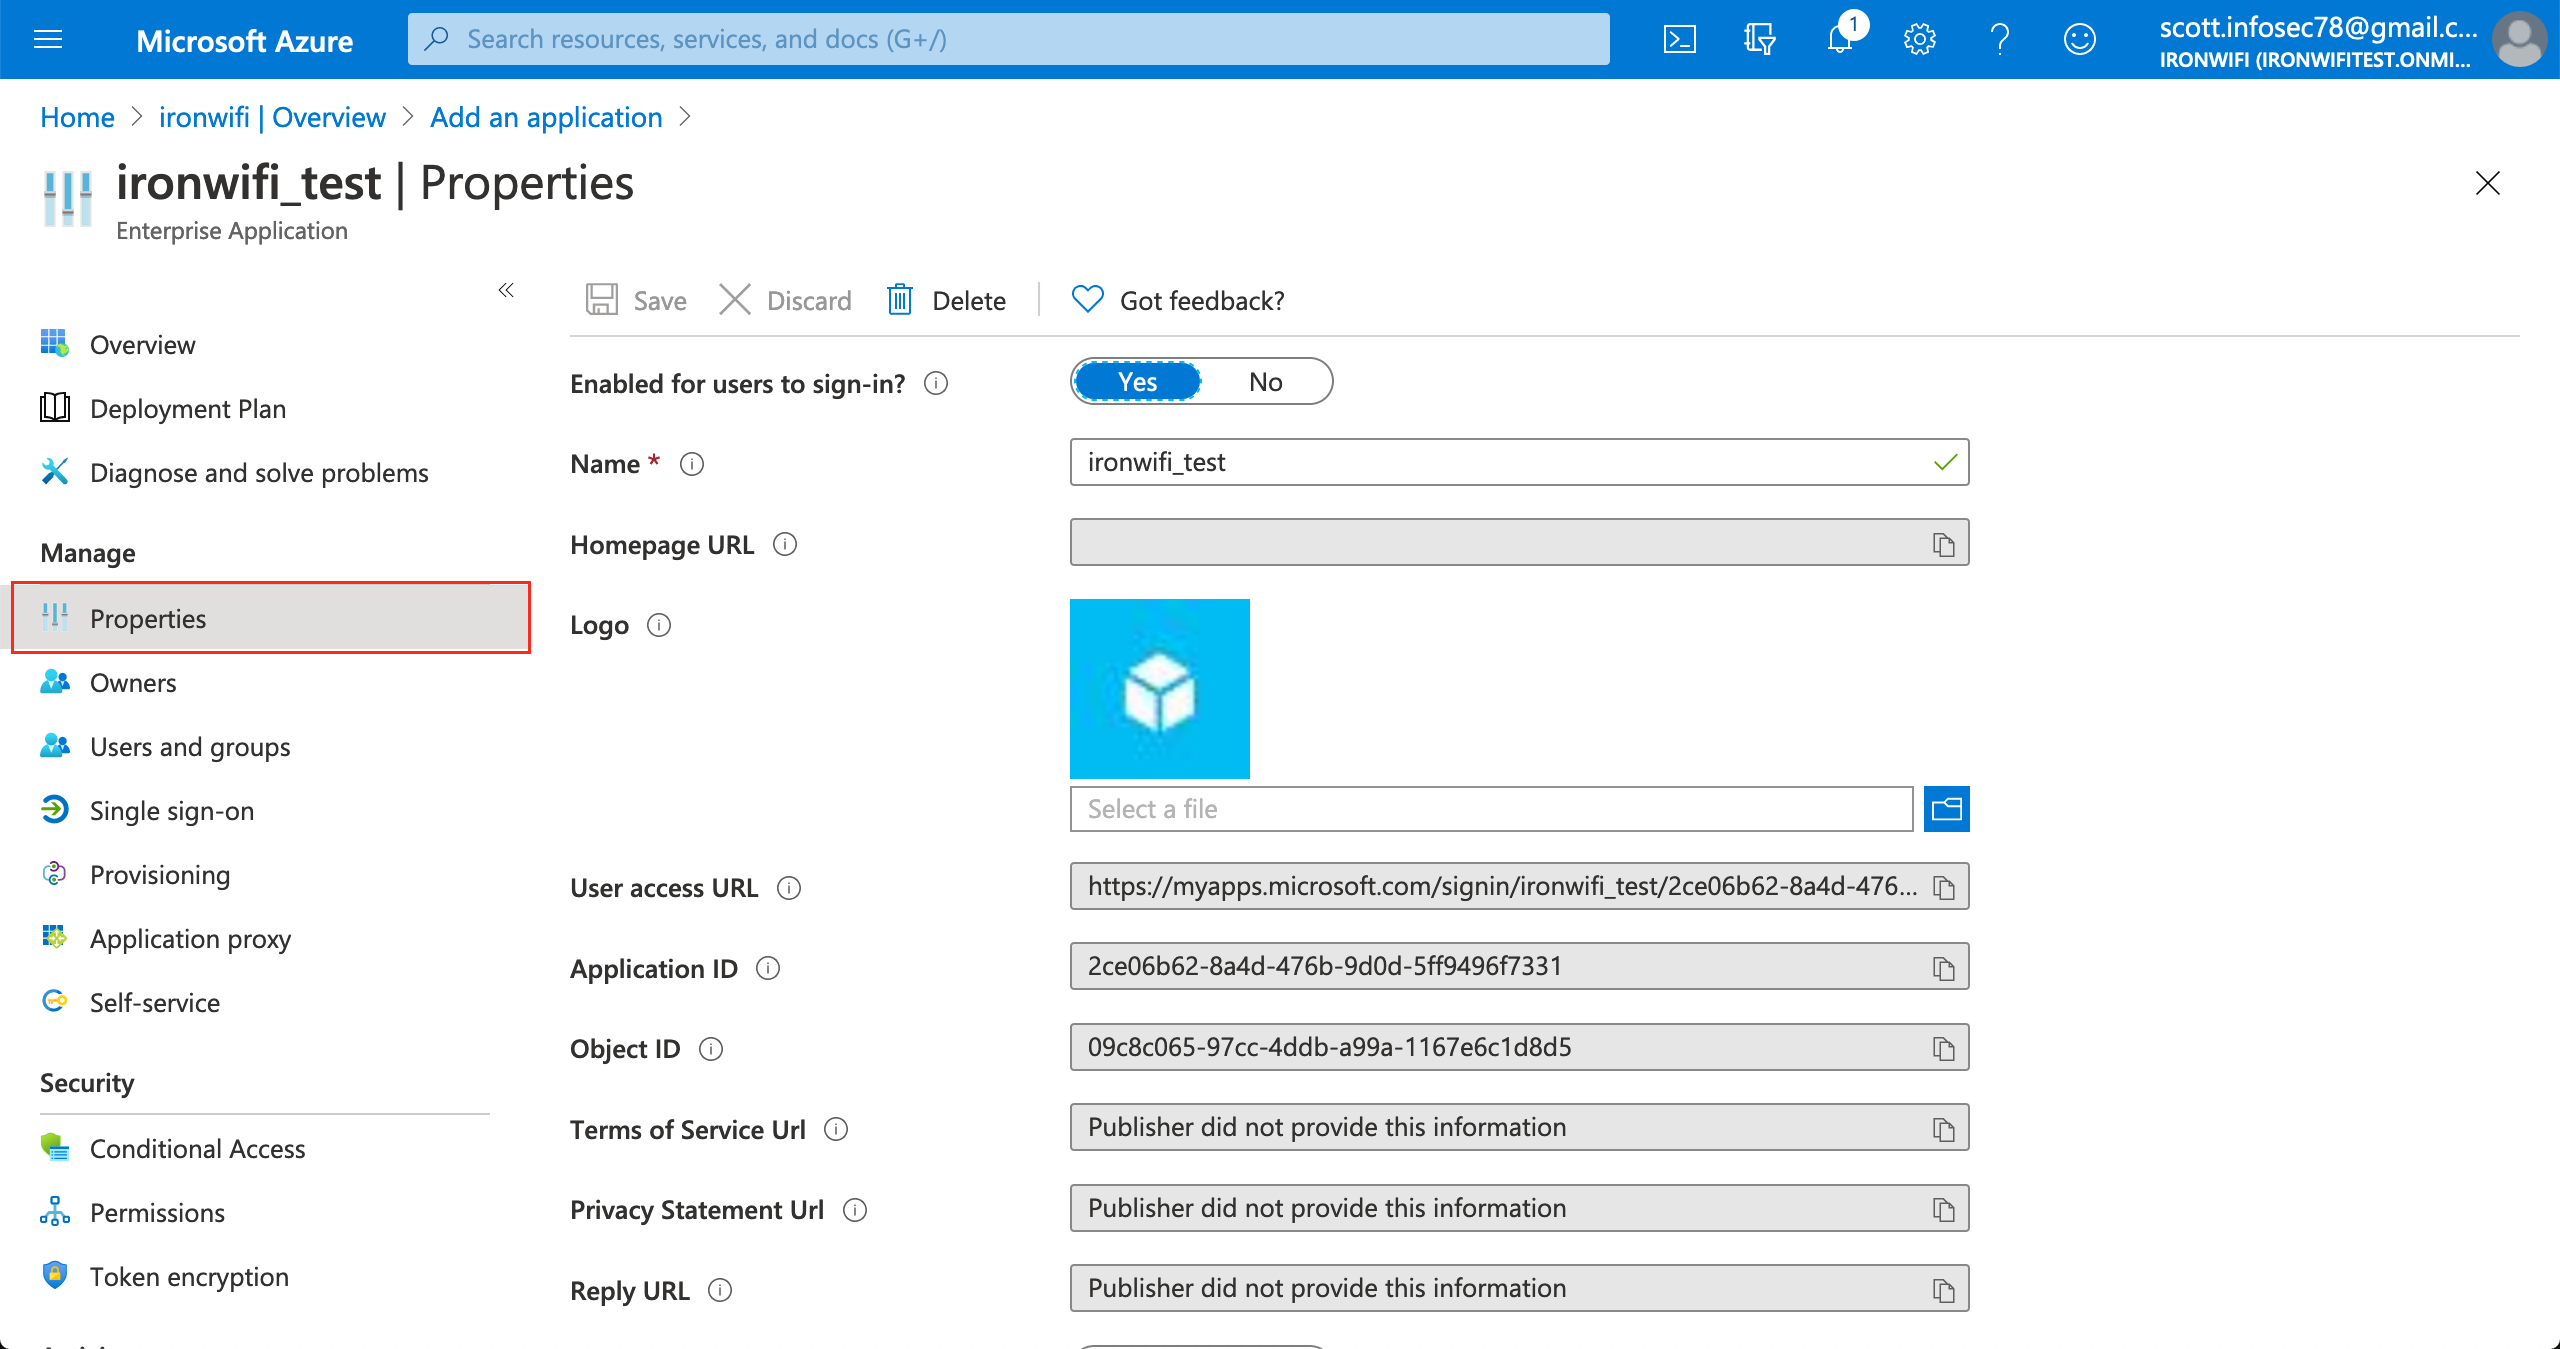 Microsoft Azure
Search resources, services, and docs (G+/)
1
scott.infosec78@gmail.c...
IRONWIFI (IRONWIFITEST.ONMI...
Home > ironwifi | Overview > Add an application >
ironwifi_test | Properties
Enterprise Application
«
Save
Discard
Delete
Got feedback?
Overview
Deployment Plan
Diagnose and solve problems
Manage
Properties
Owners
Users and groups
Single sign-on
Provisioning
Application proxy
Self-service
Security
Conditional Access
Permissions
Token encryption
Enabled for users to sign-in?
Yes
No
Name *
ironwifi_test
Homepage URL
Logo
Select a file
User access URL
https://myapps.microsoft.com/signin/ironwifi_test/2ce06b62-8a4d-476...
Application ID
2ce06b62-8a4d-476b-9d0d-5ff9496f7331
Object ID
09c8c065-97cc-4ddb-a99a-1167e6c1d8d5
Terms of Service Url
Publisher did not provide this information
Privacy Statement Url
Publisher did not provide this information
Reply URL
Publisher did not provide this information